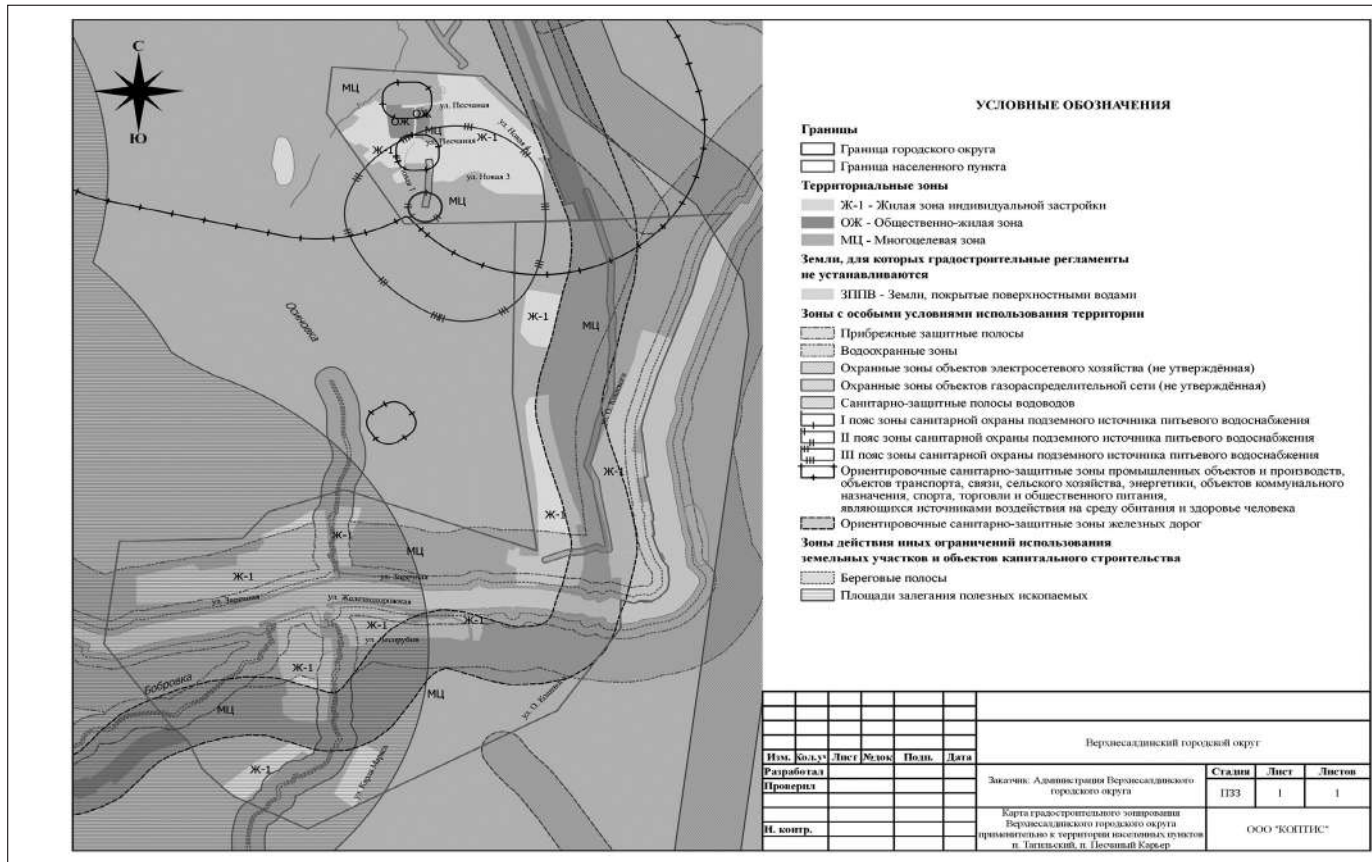 С
Ю
МЦ
ул. Песчаная
ОЖ
ОЖ
МЦ
Ж-1
ул. Песчаная
Ж-1
ул. Новая 3
МЦ
Осиновка
Ж-1
МЦ
Ж-1
Ж-1
Ж-1
МЦ
Ж-1
ул. Заречная
ул. Заречная
ул. Железнодорожная
Ж-1
Ж-1
ул. Лесорубов
Ж-1
Бобровка
МЦ
МЦ
Ж-1
ул. Карла Маркса
УСЛОВНЫЕ ОБОЗНАЧЕНИЯ
Границы
Граница городского округа
Граница населенного пункта
Территориальные зоны
Ж-1 - Жилая зона индивидуальной застройки
ОЖ - Общественно-жилая зона
МЦ - Многоцелевая зона
Земли, для которых градостроительные регламенты
не устанавливаются
ЗППВ - Земли, покрытые поверхностными водами
Зоны с особыми условиями использования территории
Прибрежные защитные полосы
Водоохранные зоны
Охранные зоны объектов электросетевого хозяйства (не утверждённая)
Охранные зоны объектов газораспределительной сети (не утверждённая)
Санитарно-защитные полосы водоводов
I пояс зоны санитарной охраны подземного источника питьевого водоснабжения
II пояс зоны санитарной охраны подземного источника питьевого водоснабжения
III пояс зоны санитарной охраны подземного источника питьевого водоснабжения
Ориентировочные санитарно-защитные зоны промышленных объектов и производств,
объектов транспорта, связи, сельского хозяйства, энергетики, объектов коммунального
назначения, спорта, торговли и общественного питания,
являющихся источниками воздействия на среду обитания и здоровье человека
Ориентировочные санитарно-защитные зоны железных дорог
Зоны действия иных ограничений использования
земельных участков и объектов капитального строительства
Береговые полосы
Площади залегания полезных ископаемых
Верхнесалдинский городской округ
Изм. Кол.уч Лист №док Подп. Дата
Разработал
Проверил
Н. контр.
Заказчик: Администрация Верхнесалдинского
городского округа
Стадия Лист Листов
ПЗЗ 1 1
Карта градостроительного зонирования
Верхнесалдинского городского округа
применительно к территории населенных пунктов
п. Тагильский, п. Песчаный Карьер
ООО "КОПТИС"